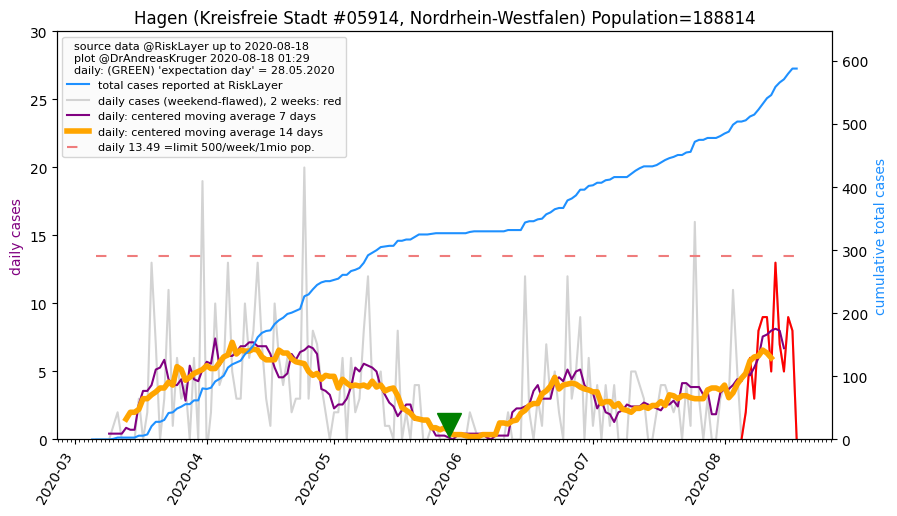 Hagen (Kreisfreie Stadt #05914, Nordrhein-Westfalen) Population=188814
source data @RiskLayer up to 2020-08-18
plot @DrAndreasKruger 2020-08-18 01:29
daily: (GREEN) 'expectation day' = 28.05.2020
total cases reported at RiskLayer
daily cases (weekend-flawed), 2 weeks: red
daily: centered moving average 7 days
daily: centered moving average 14 days
daily 13.49 =limit 500/week/1mio pop.
daily cases
30
25
20
15
10
5
0
cumulative total cases
600
500
400
300
200
100
0
2020-03
2020-04
2020-05
2020-06
2020-07
2020-08